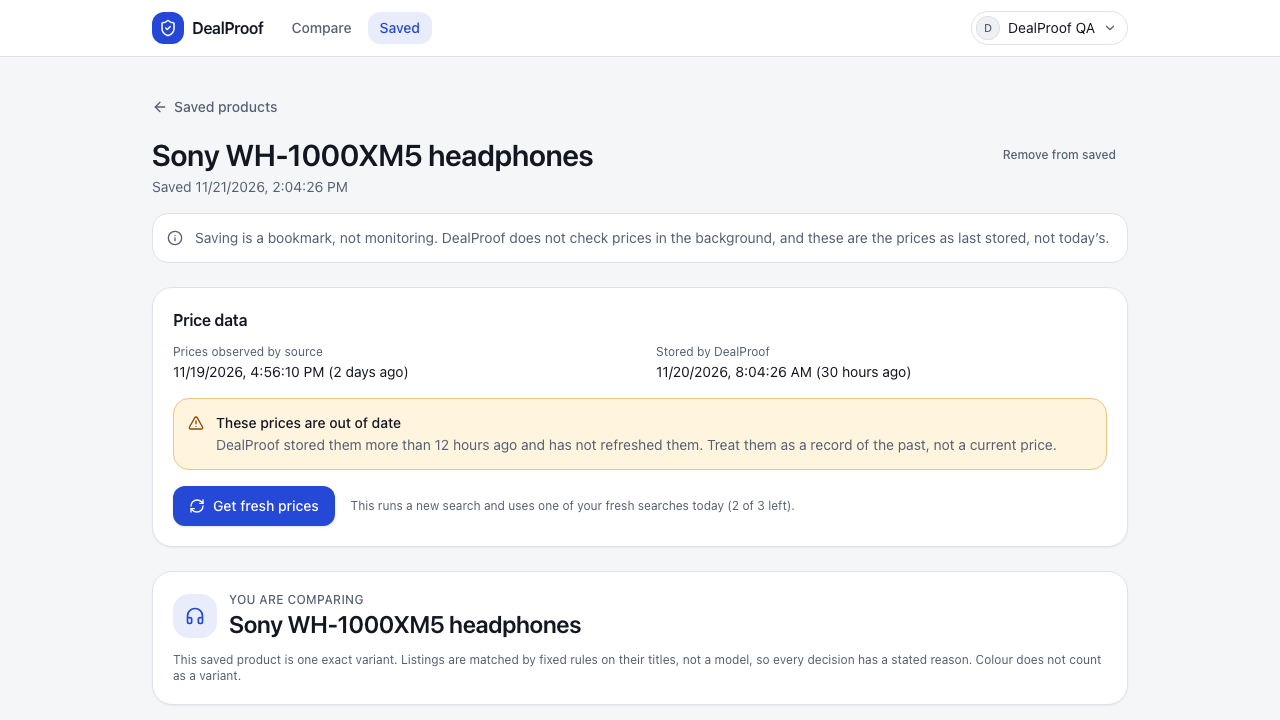 DealProof
Compare
Saved
D
DealProof QA
Saved products
Sony WH-1000XM5 headphones
Remove from saved
Saved 11/21/2026, 2:04:26 PM
Saving is a bookmark, not monitoring. DealProof does not check prices in the background, and these are the prices as last stored, not today’s.
Price data
Prices observed by source
11/19/2026, 4:56:10 PM (2 days ago)
Stored by DealProof
11/20/2026, 8:04:26 AM (30 hours ago)
These prices are out of date
DealProof stored them more than 12 hours ago and has not refreshed them. Treat them as a record of the past, not a current price.
Get fresh prices
This runs a new search and uses one of your fresh searches today (2 of 3 left).
YOU ARE COMPARING
Sony WH-1000XM5 headphones
This saved product is one exact variant. Listings are matched by fixed rules on their titles, not a model, so every decision has a stated reason. Colour does not count
as a variant.